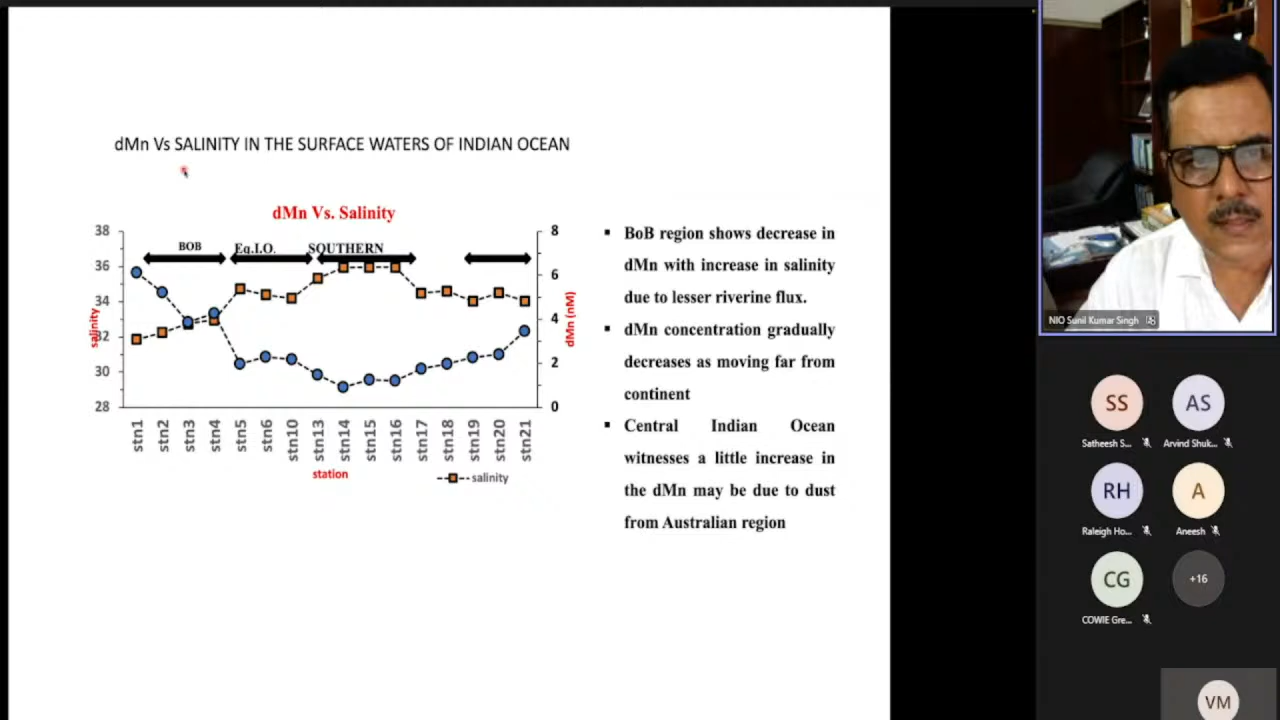 dMn Vs SALINITY IN THE SURFACE WATERS OF INDIAN OCEAN
dMn Vs. Salinity
38
36
34
32
30
28
salinity
BOB
Eq.I.O.
SOUTHERN
8
6
4
2
0
dMn (nM)
stn1
stn2
stn3
stn4
stn5
stn6
stn10
stn13
stn14
stn15
stn16
stn17
stn18
stn19
stn20
stn21
station
salinity
▪ BoB region shows decrease in
dMn with increase in salinity
due to lesser riverine flux.
▪ dMn concentration gradually
decreases as moving far from
continent
▪ Central Indian Ocean
witnesses a little increase in
the dMn may be due to dust
from Australian region
NIO Sunil Kumar Singh
SS
Satheesh S...
AS
Arvind Shuk...
RH
Raleigh Ho...
A
Aneesh
CG
COWIE Gre...
+16
VM